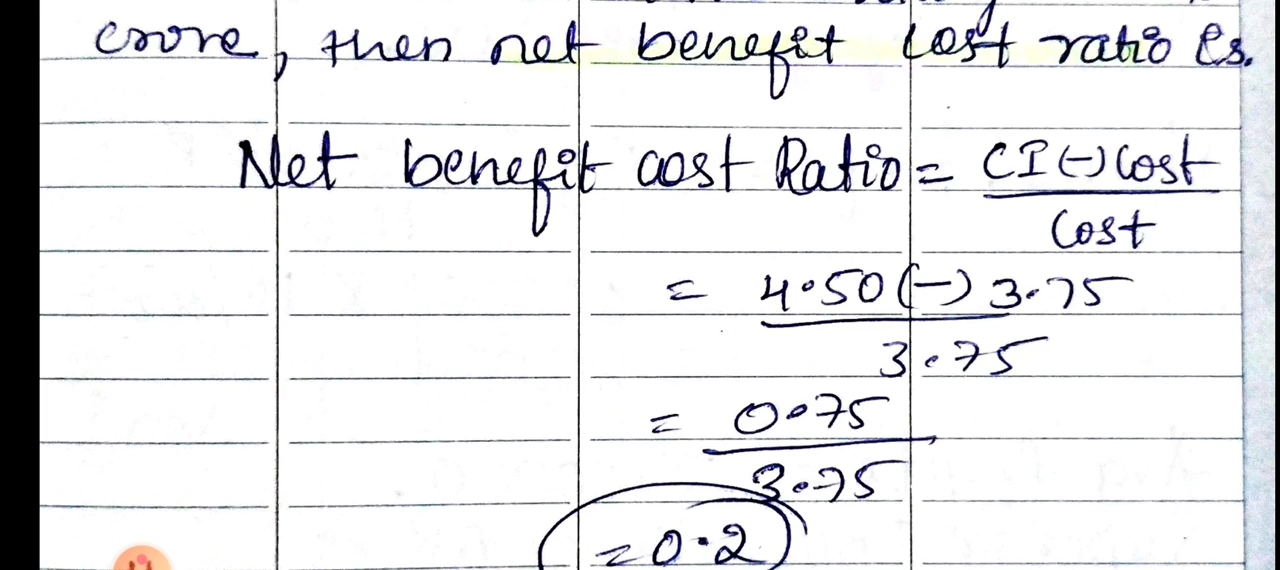 crore, then net benefit cost ratio is.
Net benefit cost Ratio = CI (-) Cost
Cost
= 4.50 (-) 3.75
3.75
= 0.75
3.75
= 0.2